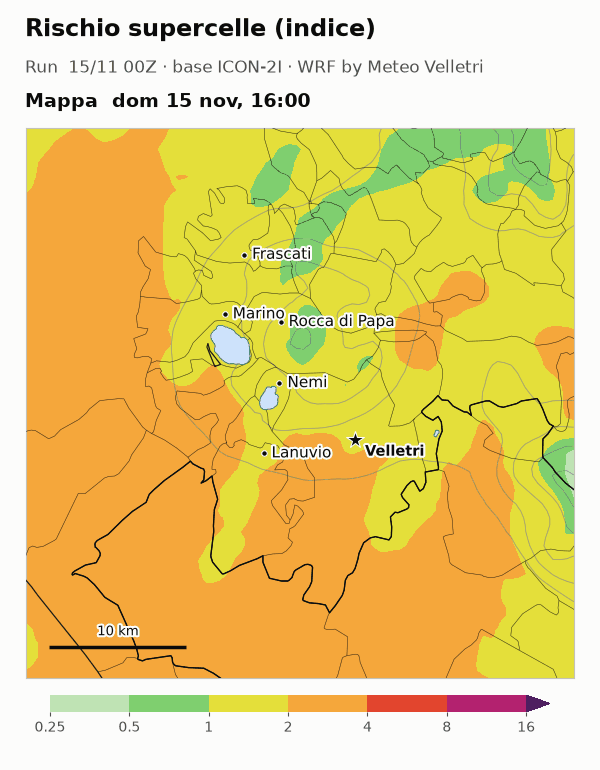 Rischio supercelle (indice)
Run  15/11 00Z · base ICON-2I · WRF by Meteo Velletri
Mappa  dom 15 nov, 16:00
Frascati
Marino
Rocca di Papa
Nemi
Velletri
Lanuvio
10 km
0.25 0.5 1 2 4 8 16